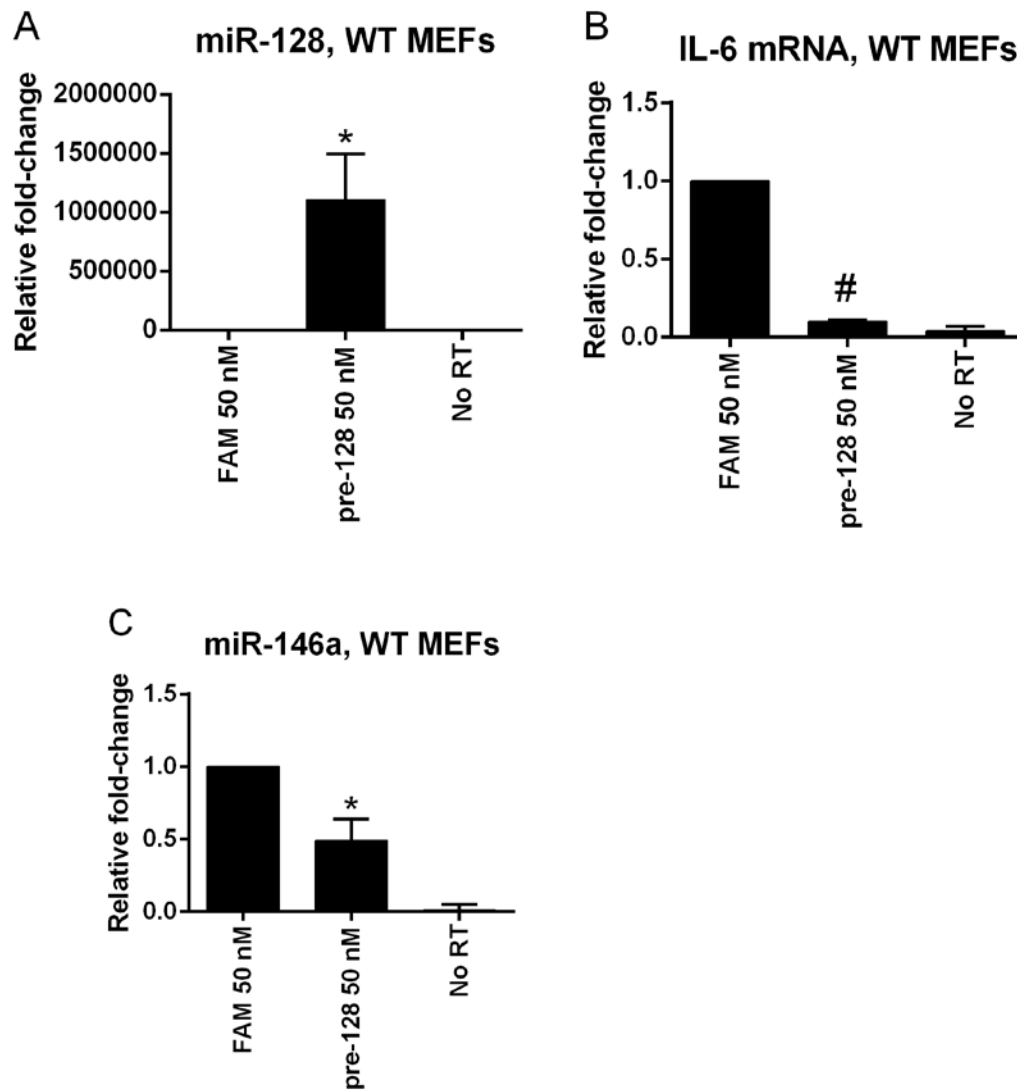 A
miR-128, WT MEFs
Relative fold-change
2000000
1500000
1000000
500000
0
*
FAM 50 nM
pre-128 50 nM
No RT
B
IL-6 mRNA, WT MEFs
Relative fold-change
1.5
1.0
0.5
0.0
#
FAM 50 nM
pre-128 50 nM
No RT
C
miR-146a, WT MEFs
Relative fold-change
1.5
1.0
0.5
0.0
*
FAM 50 nM
pre-128 50 nM
No RT